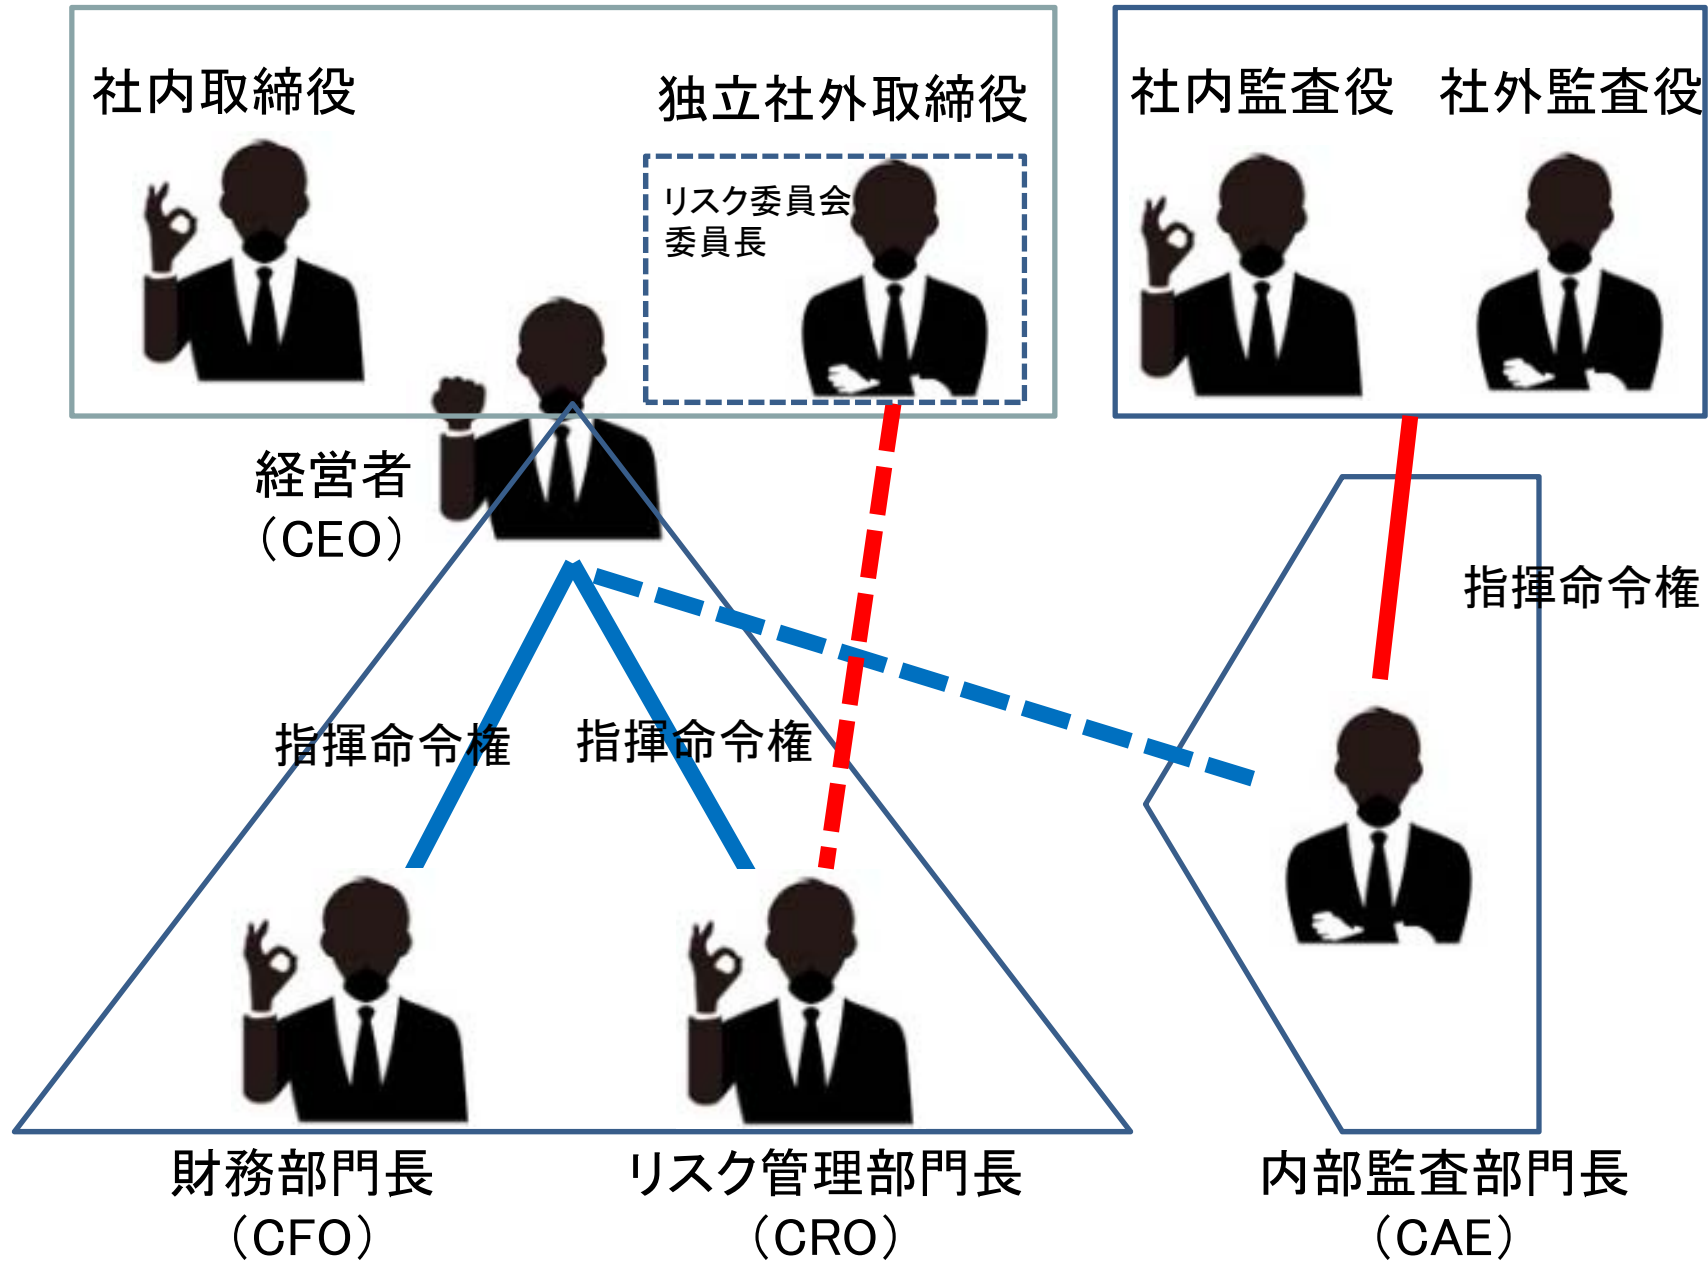 社内取締役
独立社外取締役
社内監査役
社外監査役
リスク委員会
委員長
経営者
（CEO）
指揮命令権
指揮命令権
指揮命令権
財務部門長
（CFO）
リスク管理部門長
（CRO）
内部監査部門長
（CAE）